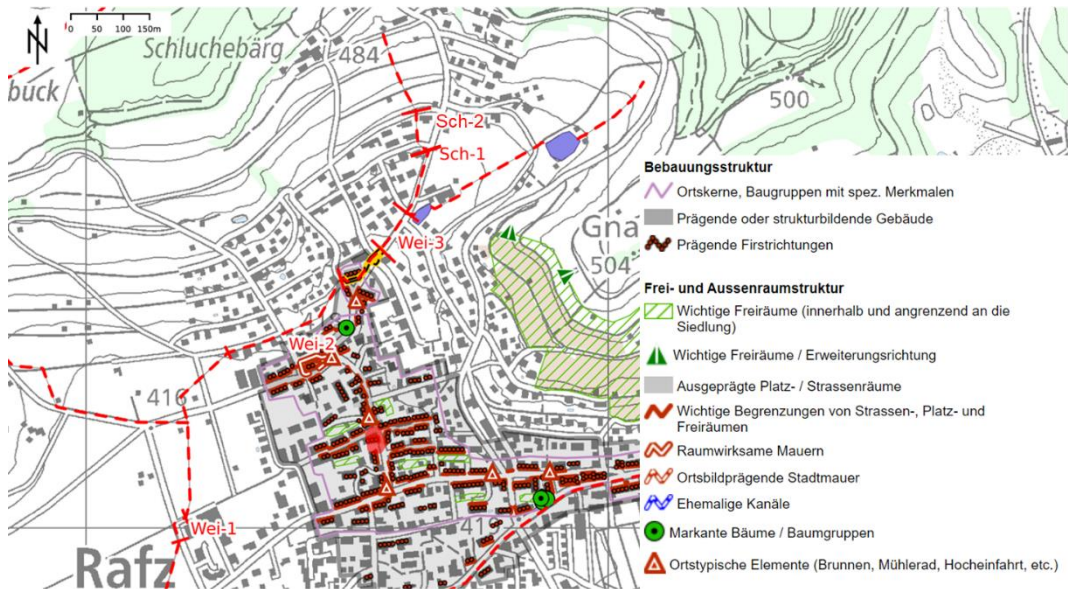 N
0 50 100 150m
Schluchebärg
484
bück
500
Sch-2
Sch-1
Wei-3
Gna
504
Wei-2
416
Wei-1
Rafz
Bebauungsstruktur
Ortskerne, Baugruppen mit spez. Merkmalen
Prägende oder strukturbildende Gebäude
Prägende Firstrichtungen
Frei- und Aussenraumstruktur
Wichtige Freiräume (innerhalb und angrenzend an die
Siedlung)
Wichtige Freiräume / Erweiterungsrichtung
Ausgeprägte Platz- / Strassenräume
Wichtige Begrenzungen von Strassen-, Platz- und
Freiräumen
Raumwirksame Mauern
Ortsbildprägende Stadtmauer
Ehemalige Kanäle
Markante Bäume / Baumgruppen
Ortstypische Elemente (Brunnen, Mühlerad, Hocheinfahrt, etc.)